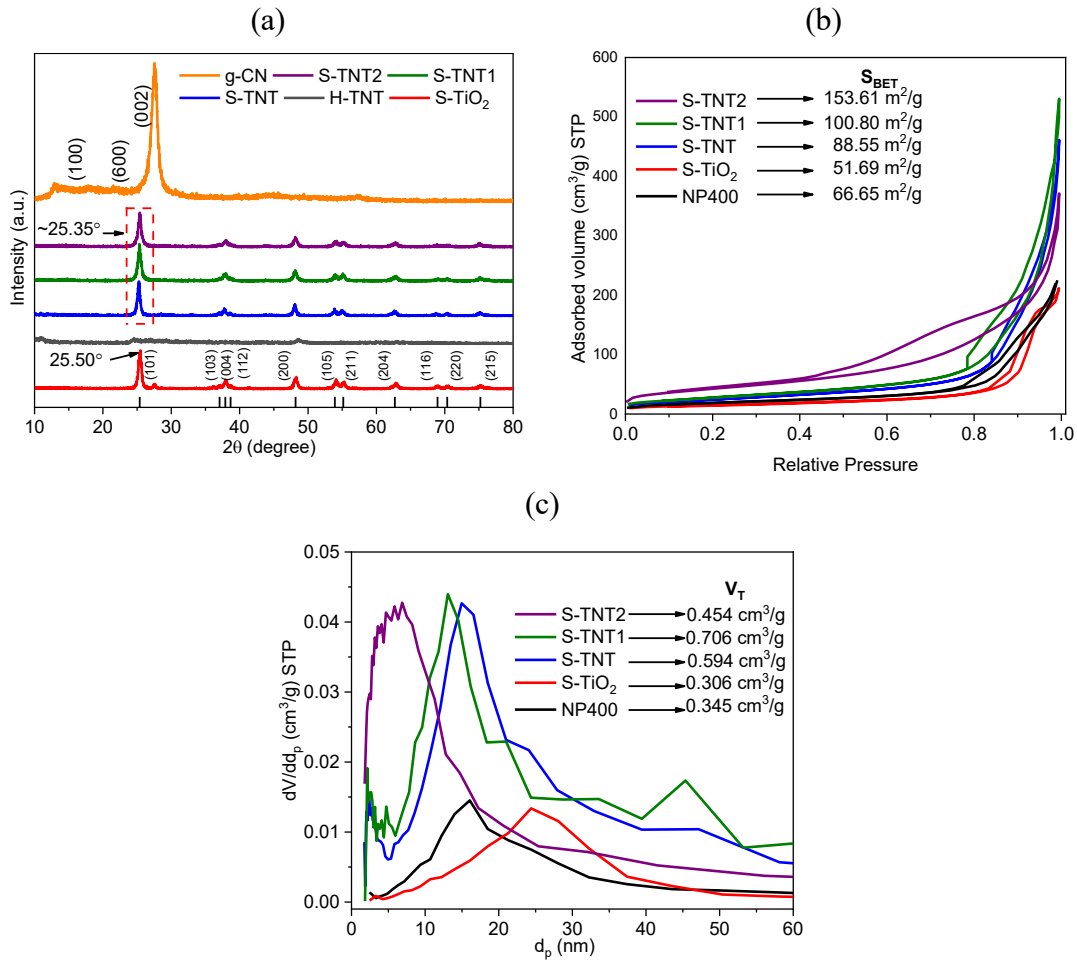 (a)
g-CN S-TNT2 S-TNT1
S-TNT H-TNT S-TiO₂
(100)
(600)
(002)
~25.35°
25.50°
(101)
(103)
(004)
(112)
(200)
(105)
(211)
(204)
(116)
(220)
(215)
Intensity (a.u.)
10 20 30 40 50 60 70 80
2θ (degree)
(b)
600
500
400
300
200
100
0
Adsorbed volume (cm³/g) STP
S_BET
S-TNT2 153.61 m²/g
S-TNT1 100.80 m²/g
S-TNT 88.55 m²/g
S-TiO₂ 51.69 m²/g
NP400 66.65 m²/g
0.0 0.2 0.4 0.6 0.8 1.0
Relative Pressure
(c)
0.05
0.04
0.03
0.02
0.01
0.00
dV/dd_p (cm³/g) STP
V_T
S-TNT2 0.454 cm³/g
S-TNT1 0.706 cm³/g
S-TNT 0.594 cm³/g
S-TiO₂ 0.306 cm³/g
NP400 0.345 cm³/g
0 10 20 30 40 50 60
d_p (nm)